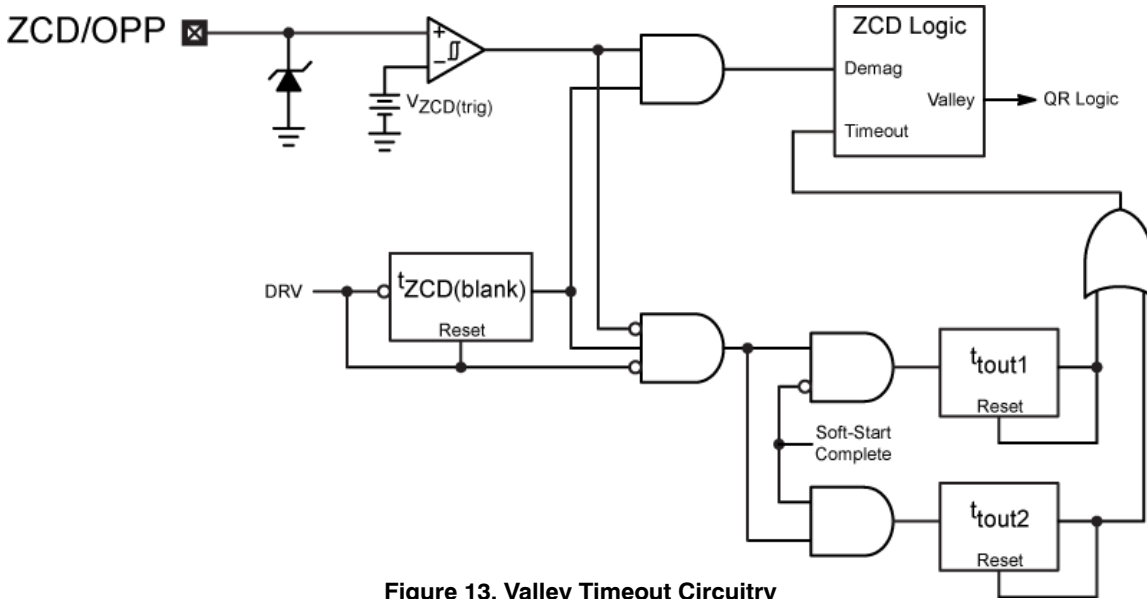 ZCD/OPP
VZCD(trig)
ZCD Logic
Demag
Valley
Timeout
QR Logic
DRV
tZCD(blank)
Reset
ttout1
Reset
Soft-Start
Complete
ttout2
Reset
Figure 13. Valley Timeout Circuitry